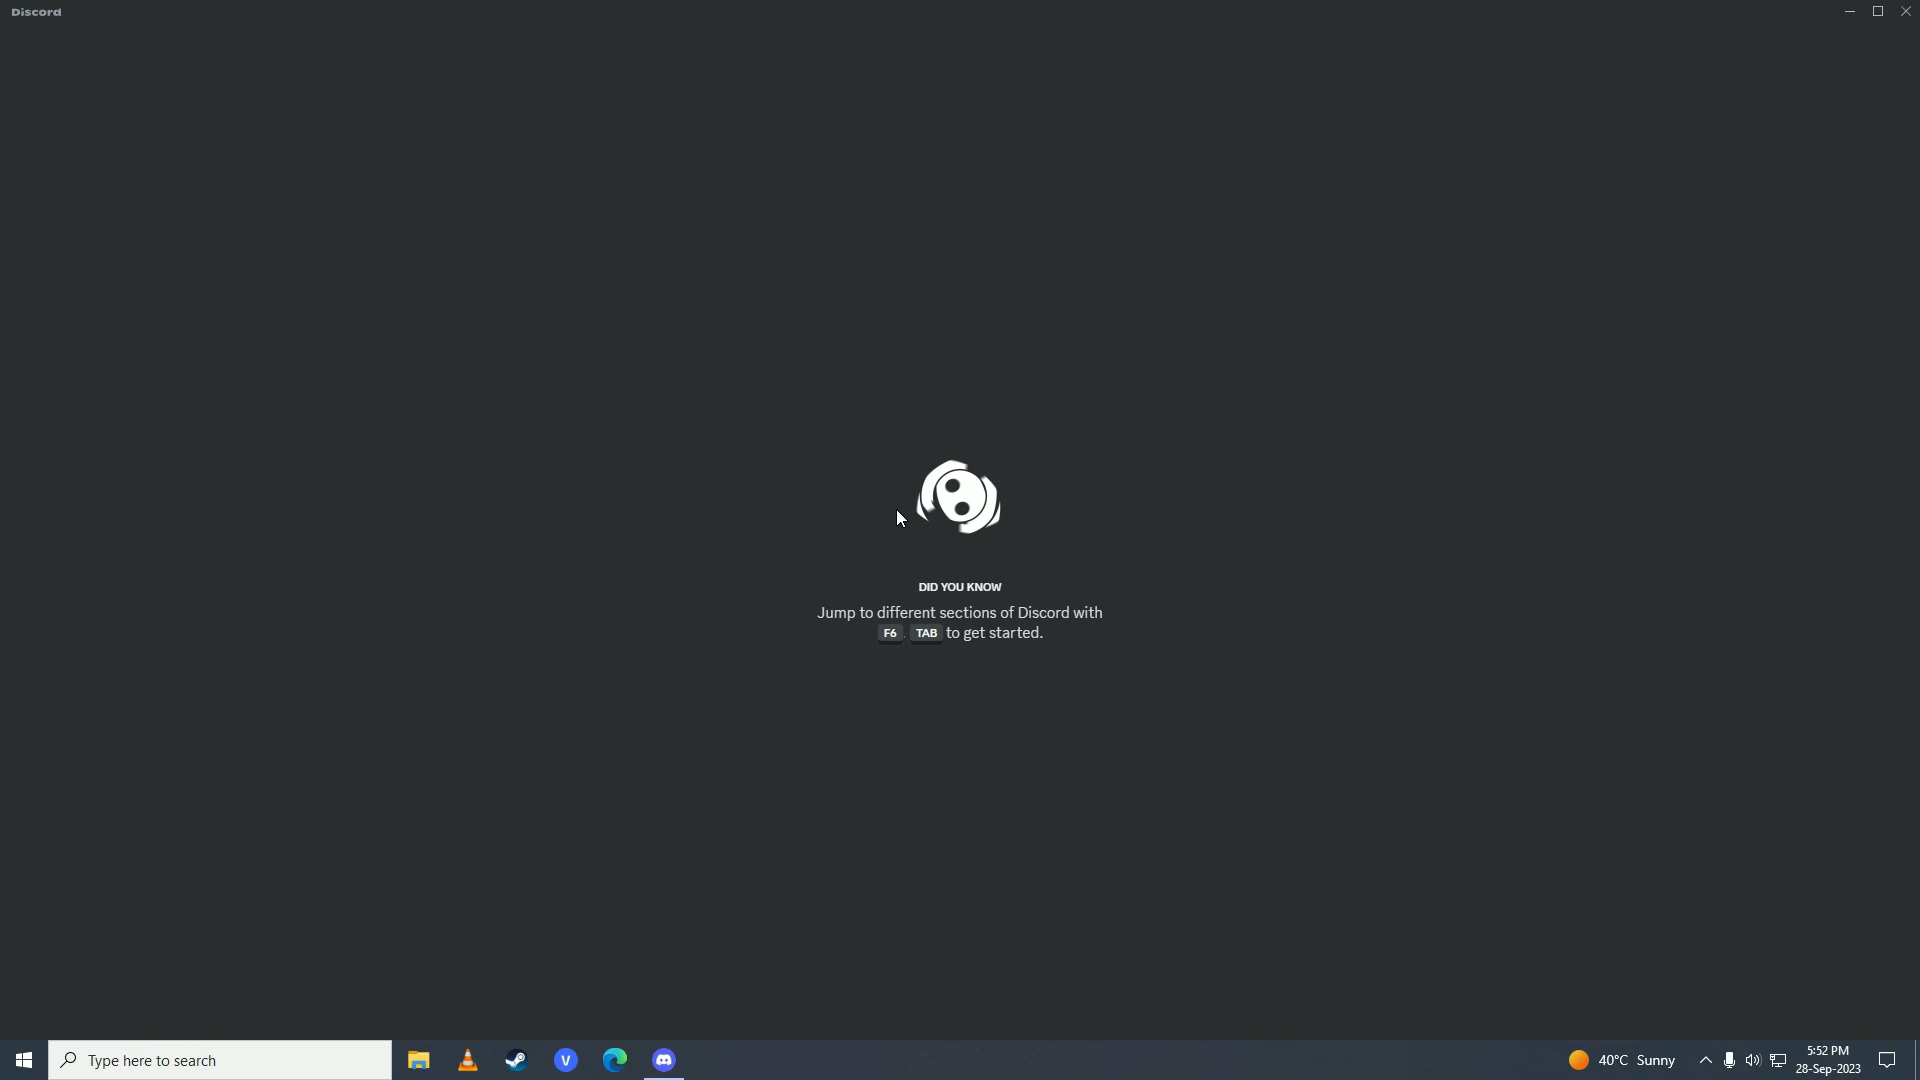 Discord
DID YOU KNOW
Jump to different sections of Discord with
F6 . TAB to get started.
Type here to search
V
40°C Sunny
5:52 PM
28-Sep-2023